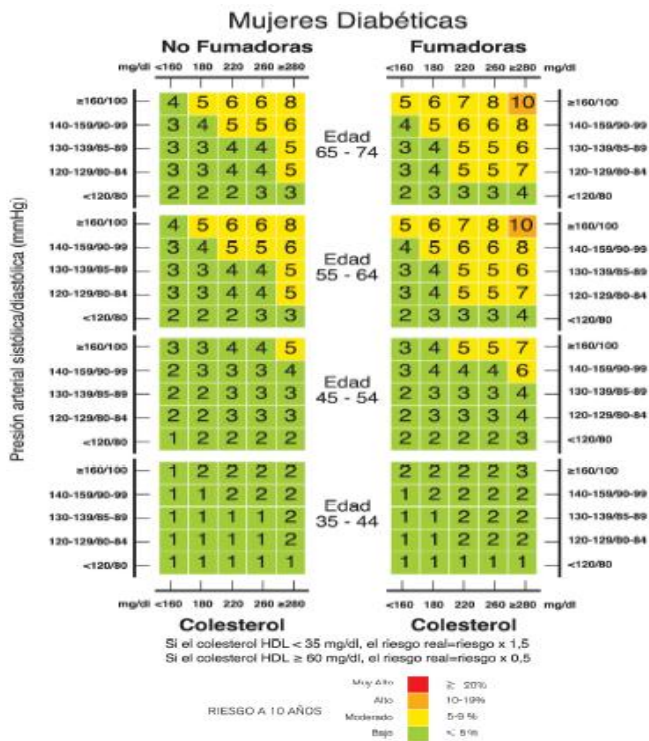 Mujeres Diabéticas
No Fumadoras Fumadoras
mg/dl <160 180 220 260 ≥280 <160 180 220 260 ≥280 mg/dl
≥160/100 4 5 6 6 8 5 6 7 8 10 ≥160/100
140-159/90-99 3 4 5 5 6 Edad 4 5 6 6 8 140-159/90-99
130-139/85-89 3 3 4 4 5 65 - 74 3 4 5 5 6 130-139/85-89
120-129/80-84 3 3 4 4 5 3 4 5 5 7 120-129/80-84
<120/80 2 2 2 3 3 2 3 3 3 4 <120/80
≥160/100 4 5 6 6 8 5 6 7 8 10 ≥160/100
140-159/90-99 3 4 5 5 6 Edad 4 5 6 6 8 140-159/90-99
130-139/85-89 3 3 4 4 5 55 - 64 3 4 5 5 6 130-139/85-89
120-129/80-84 3 3 4 4 5 3 4 5 5 7 120-129/80-84
<120/80 2 2 2 3 3 2 3 3 3 4 <120/80
Presión arterial sistólica/diastólica (mmHg)
≥160/100 3 3 4 4 5 3 4 5 5 7 ≥160/100
140-159/90-99 2 3 3 3 4 Edad 3 4 4 4 6 140-159/90-99
130-139/85-89 2 2 3 3 3 45 - 54 2 3 3 3 4 130-139/85-89
120-129/80-84 2 2 3 3 3 2 3 3 3 4 120-129/80-84
<120/80 1 2 2 2 2 2 2 2 2 3 <120/80
≥160/100 1 2 2 2 2 2 2 2 2 3 ≥160/100
140-159/90-99 1 1 2 2 2 Edad 1 2 2 2 2 140-159/90-99
130-139/85-89 1 1 1 1 2 35 - 44 1 1 2 2 2 130-139/85-89
120-129/80-84 1 1 1 1 2 1 1 2 2 2 120-129/80-84
<120/80 1 1 1 1 1 1 1 1 1 1 <120/80
mg/dl <160 180 220 260 ≥280 <160 180 220 260 ≥280 mg/dl
Colesterol Colesterol
Si el colesterol HDL < 35 mg/dl, el riesgo real=riesgo x 1,5
Si el colesterol HDL ≥ 60 mg/dl, el riesgo real=riesgo x 0,5
Muy Alto ≥ 20%
Alto 10-19%
RIESGO A 10 AÑOS
Moderado 5-9 %
Bajo < 5 %